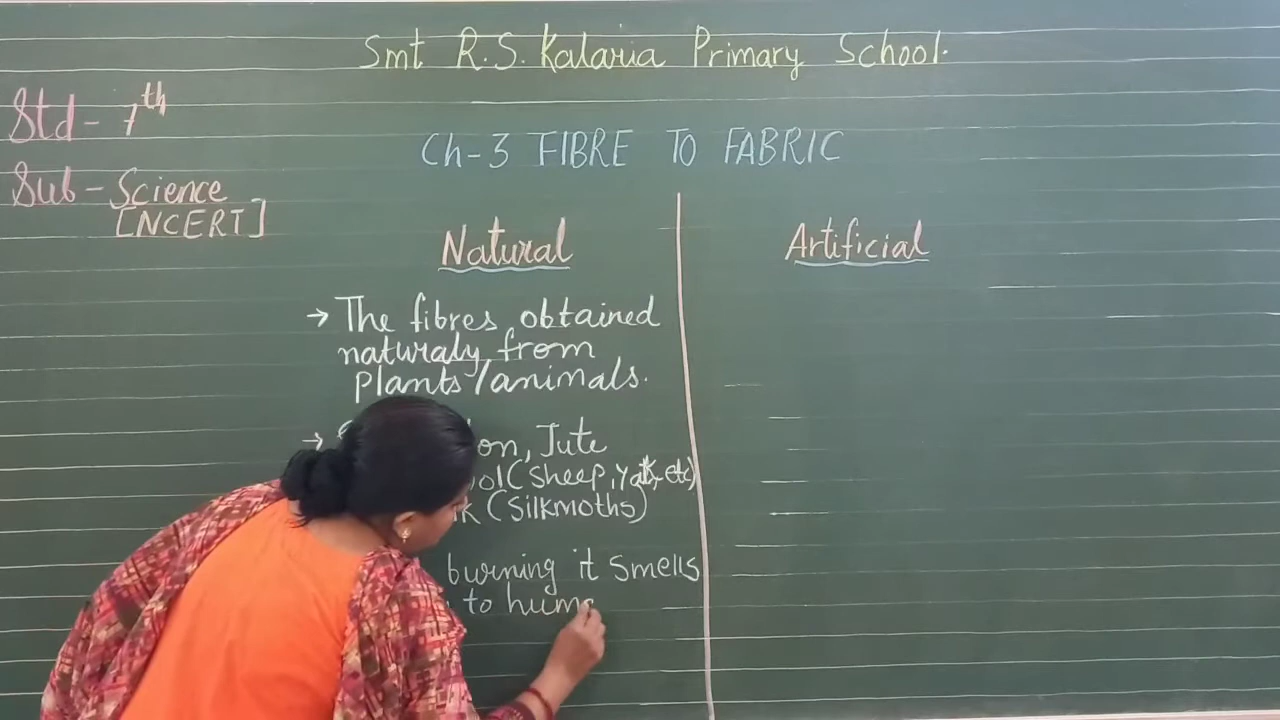 Smt R.S. Kalaria Primary School.
Std - 7th
Sub - Science
[NCERT]
Ch-3 FIBRE TO FABRIC
Natural
Artificial
→ The fibres obtained
naturaly from
plants/animals.
→ on, Jute
ol (Sheep, Yak, etc)
k (Silkmoths)
burning it smells
to huma